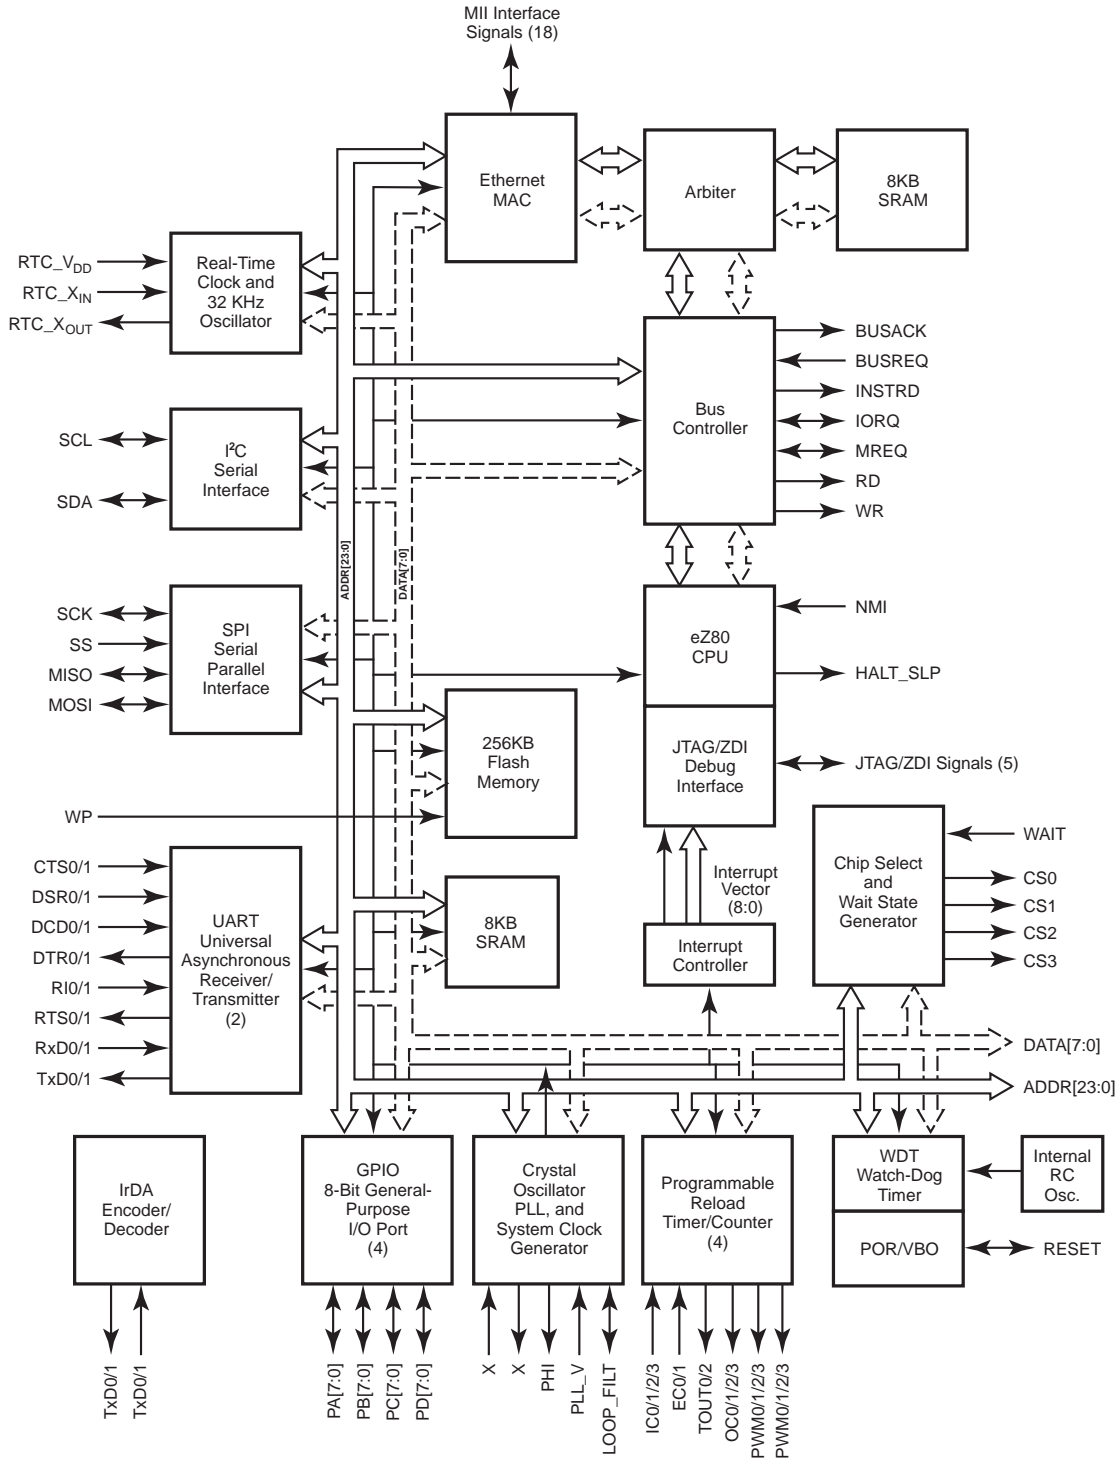 MII Interface
Signals (18)
Ethernet
MAC
Arbiter
8KB
SRAM
RTC_VDD
RTC_XIN
RTC_XOUT
Real-Time
Clock and
32 KHz
Oscillator
Bus
Controller
BUSACK
BUSREQ
INSTRD
IORQ
MREQ
RD
WR
SCL
SDA
I²C
Serial
Interface
ADDR[23:0]
DATA[7:0]
SCK
SS
MISO
MOSI
SPI
Serial
Parallel
Interface
eZ80
CPU
NMI
HALT_SLP
256KB
Flash
Memory
JTAG/ZDI
Debug
Interface
JTAG/ZDI Signals (5)
WP
CTS0/1
DSR0/1
DCD0/1
DTR0/1
RI0/1
RTS0/1
RxD0/1
TxD0/1
UART
Universal
Asynchronous
Receiver/
Transmitter
(2)
8KB
SRAM
Interrupt
Vector
(8:0)
Interrupt
Controller
Chip Select
and
Wait State
Generator
WAIT
CS0
CS1
CS2
CS3
DATA[7:0]
ADDR[23:0]
IrDA
Encoder/
Decoder
GPIO
8-Bit General-
Purpose
I/O Port
(4)
Crystal
Oscillator
PLL, and
System Clock
Generator
Programmable
Reload
Timer/Counter
(4)
WDT
Watch-Dog
Timer
Internal
RC
Osc.
POR/VBO
RESET
TxD0/1
TxD0/1
PA[7:0]
PB[7:0]
PC[7:0]
PD[7:0]
X
X
PHI
PLL_V
LOOP_FILT
IC0/1/2/3
EC0/1
TOUT0/2
OC0/1/2/3
PWM0/1/2/3
PWM0/1/2/3